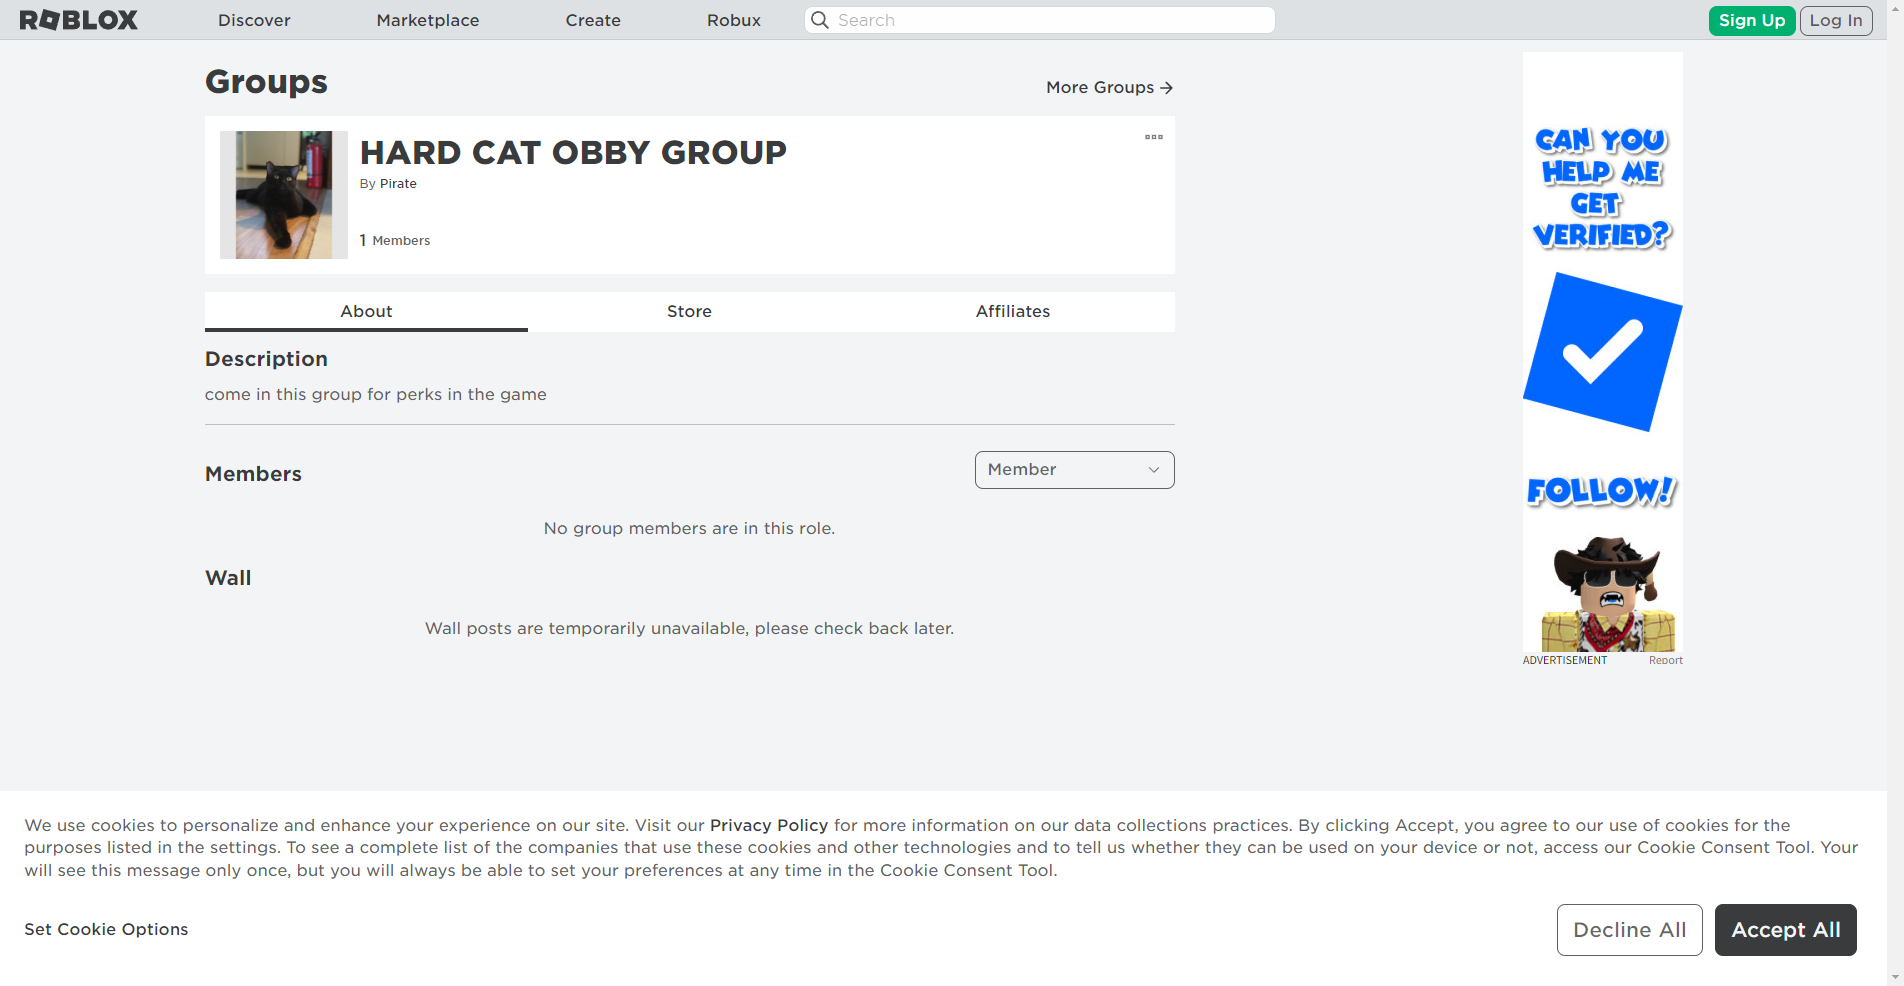 ROBLOX
Discover
Marketplace
Create
Robux
Search
Sign Up
Log In
Groups
More Groups
HARD CAT OBBY GROUP
By Pirate
1 Members
About
Store
Affiliates
Description
come in this group for perks in the game
Members
Member
No group members are in this role.
Wall
Wall posts are temporarily unavailable, please check back later.
CAN YOU
HELP ME
GET
VERIFIED?
FOLLOW!
ADVERTISEMENT
Report
We use cookies to personalize and enhance your experience on our site. Visit our Privacy Policy for more information on our data collections practices. By clicking Accept, you agree to our use of cookies for the
purposes listed in the settings. To see a complete list of the companies that use these cookies and other technologies and to tell us whether they can be used on your device or not, access our Cookie Consent Tool. Your
will see this message only once, but you will always be able to set your preferences at any time in the Cookie Consent Tool.
Set Cookie Options
Decline All
Accept All